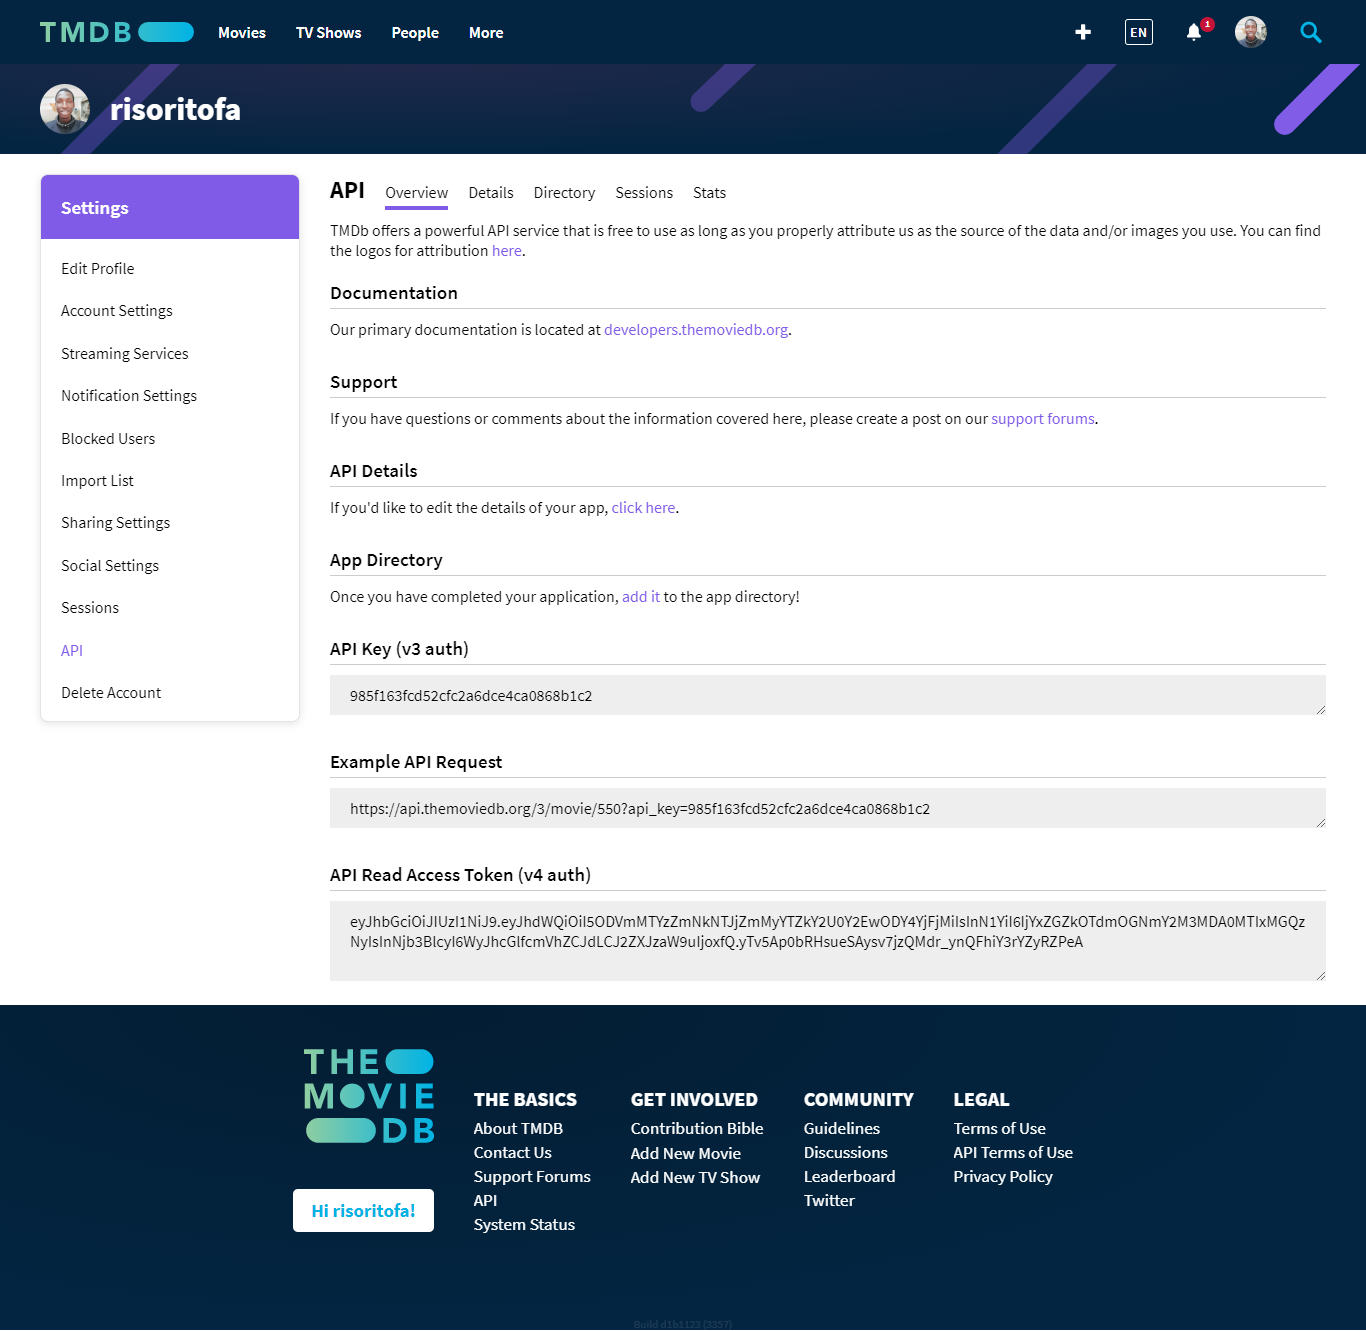 TMDB
Movies TV Shows People More
EN
1
risoritofa
Settings
Edit Profile
Account Settings
Streaming Services
Notification Settings
Blocked Users
Import List
Sharing Settings
Social Settings
Sessions
API
Delete Account
API Overview Details Directory Sessions Stats
TMDb offers a powerful API service that is free to use as long as you properly attribute us as the source of the data and/or images you use. You can find
the logos for attribution here.
Documentation
Our primary documentation is located at developers.themoviedb.org.
Support
If you have questions or comments about the information covered here, please create a post on our support forums.
API Details
If you'd like to edit the details of your app, click here.
App Directory
Once you have completed your application, add it to the app directory!
API Key (v3 auth)
985f163fcd52cfc2a6dce4ca0868b1c2
Example API Request
https://api.themoviedb.org/3/movie/550?api_key=985f163fcd52cfc2a6dce4ca0868b1c2
API Read Access Token (v4 auth)
eyJhbGciOiJIUzI1NiJ9.eyJhdWQiOiI5ODVmMTYzZmNkNTJjZmMyYTZkY2U0Y2EwODY4YjFjMiIsInN1YiI6IjYxZGZkOTdmOGNmY2M3MDA0MTIxMGQz
NyIsInNjb3BlcyI6WyJhcGlfcmVhZCJdLCJ2ZXJzaW9uIjoxfQ.yTv5Ap0bRHsueSAysv7jzQMdr_ynQFhiY3rYZyRZPeA
THE
MOVIE
DB
Hi risoritofa!
THE BASICS
About TMDB
Contact Us
Support Forums
API
System Status
GET INVOLVED
Contribution Bible
Add New Movie
Add New TV Show
COMMUNITY
Guidelines
Discussions
Leaderboard
Twitter
LEGAL
Terms of Use
API Terms of Use
Privacy Policy
Build d1b1123 (3357)